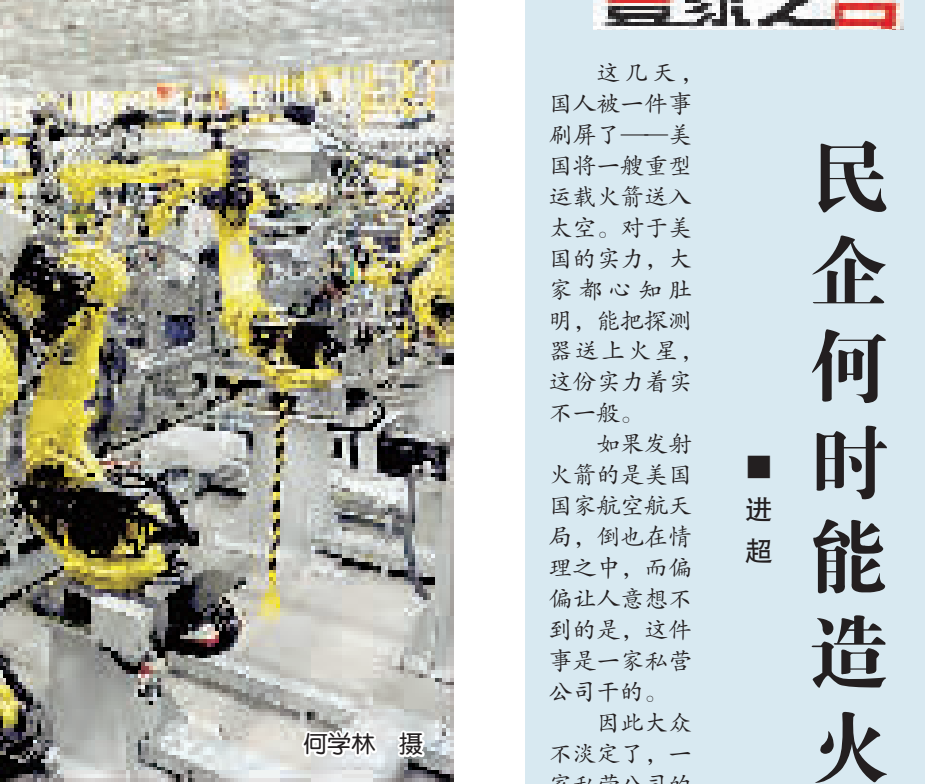 何学林 摄
民企何时能造火
■进超
这几天，
国人被一件事
刷屏了——美
国将一艘重型
运载火箭送入
太空。对于美
国的实力，大
家都心知肚
明，能把探测
器送上火星，
这份实力着实
不一般。
如果发射
火箭的是美国
国家航空航天
局，倒也在情
理之中，而偏
偏让人意想不
到的是，这件
事是一家私营
公司干的。
因此大众
不淡定了，一
家私营公司的